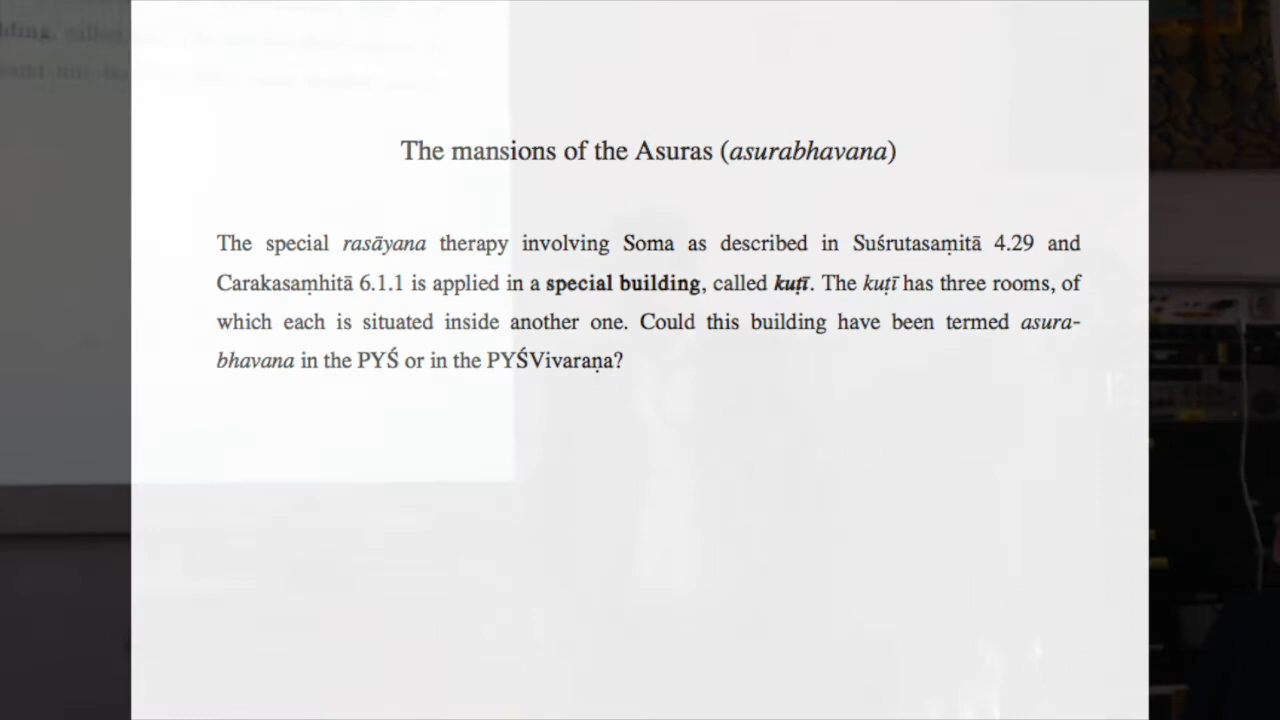 The mansions of the Asuras (asurabhavana)
The special rasāyana therapy involving Soma as described in Suśrutasaṃitā 4.29 and
Carakasaṃhitā 6.1.1 is applied in a special building, called kuṭī. The kuṭī has three rooms, of
which each is situated inside another one. Could this building have been termed asura-
bhavana in the PYŚ or in the PYŚVivaraṇa?